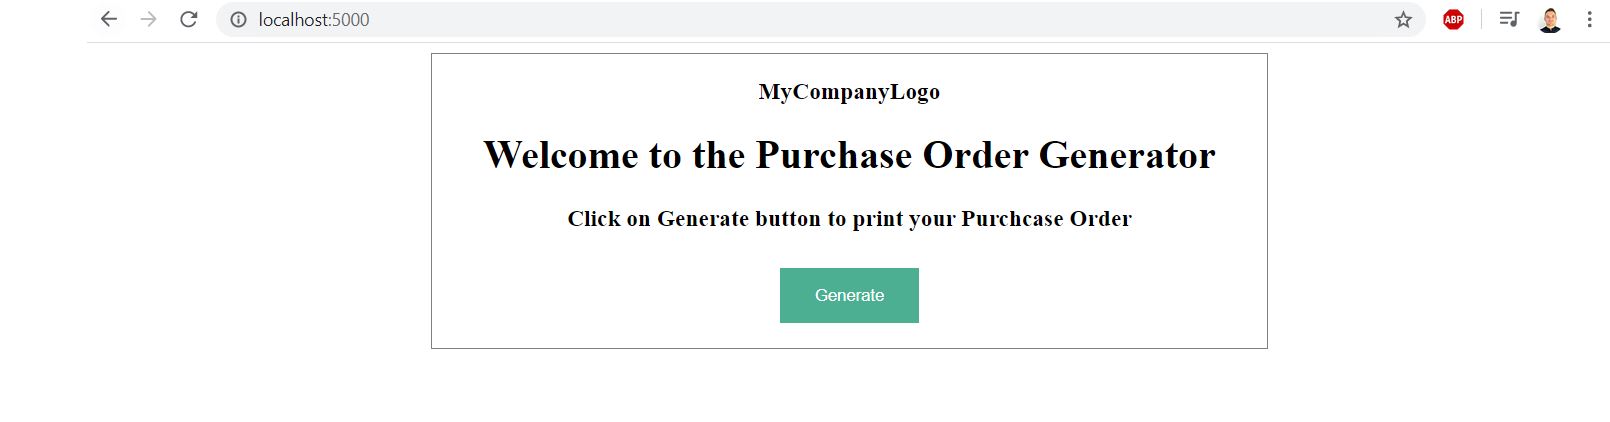 localhost:5000
ABP
MyCompanyLogo
Welcome to the Purchase Order Generator
Click on Generate button to print your Purchcase Order
Generate